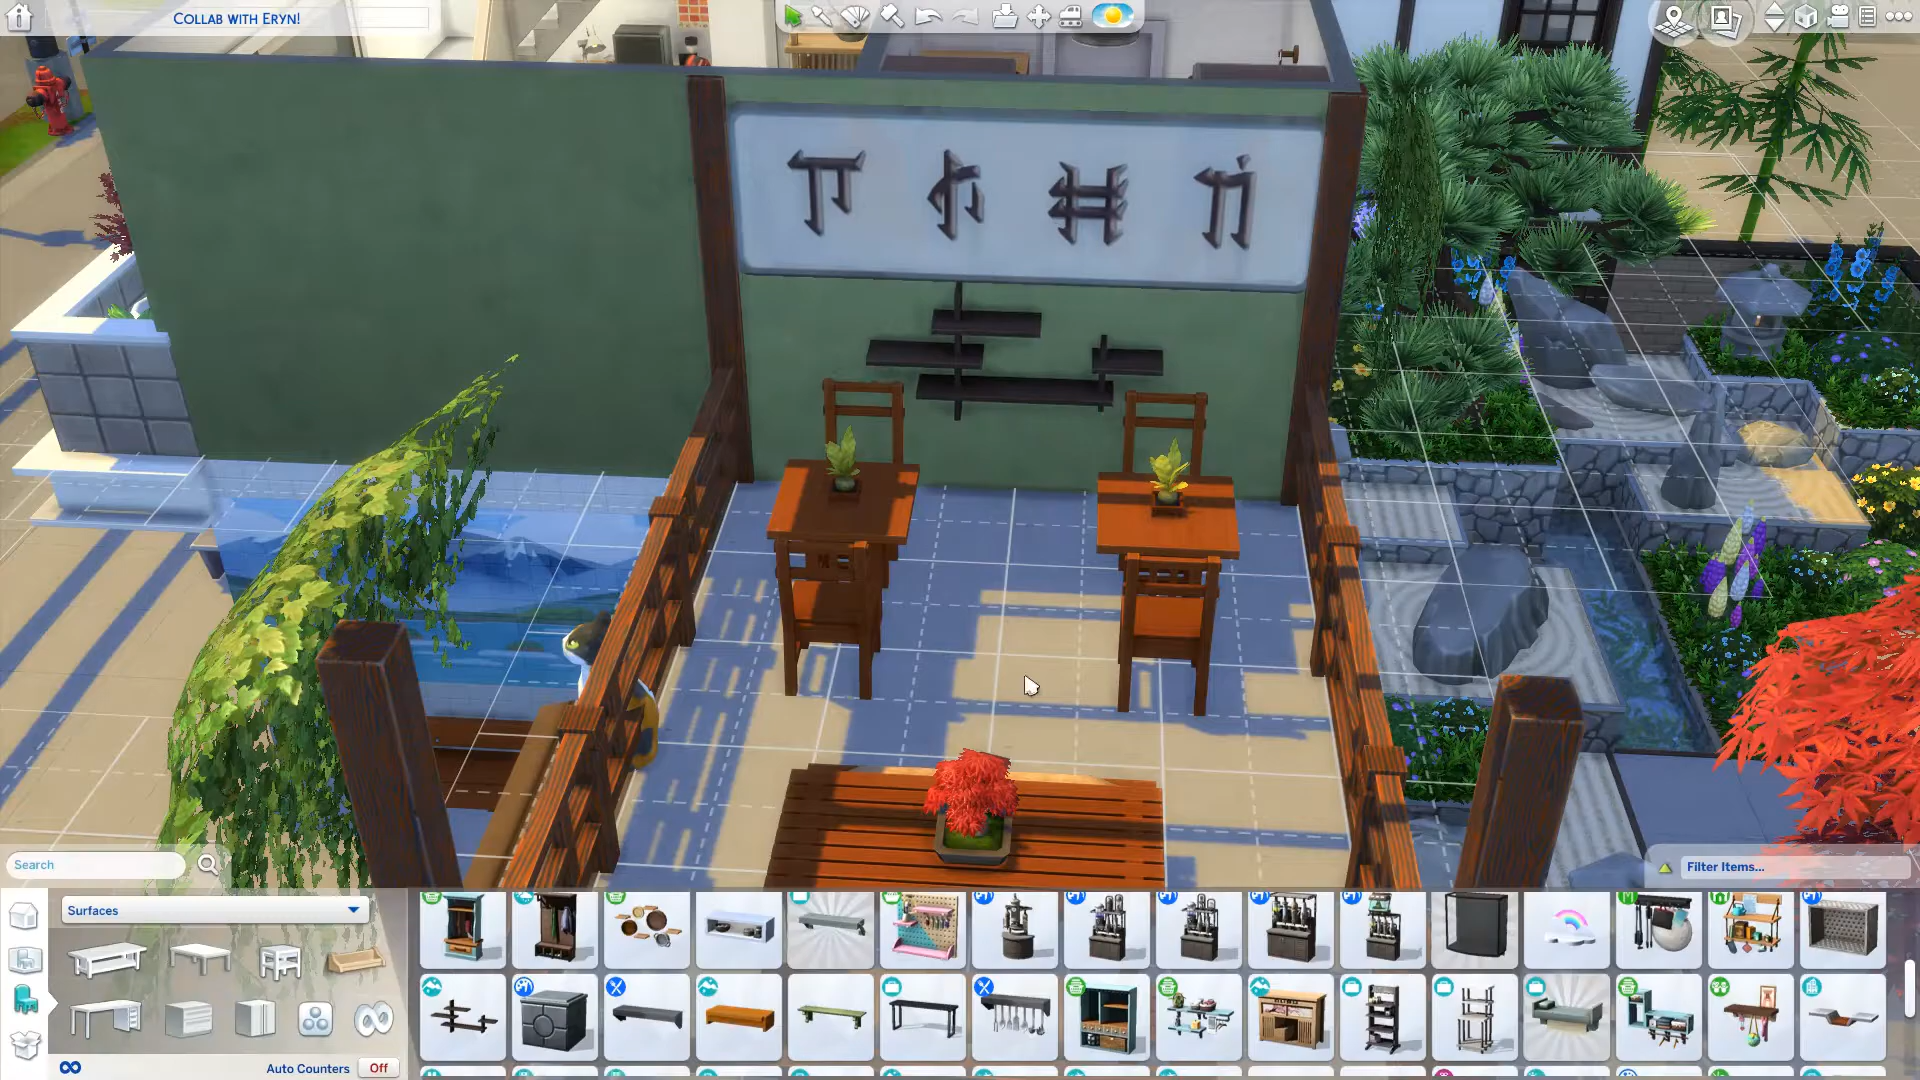 Collab with Eryn!
Search
Filter Items...
Surfaces
Auto Counters
Off